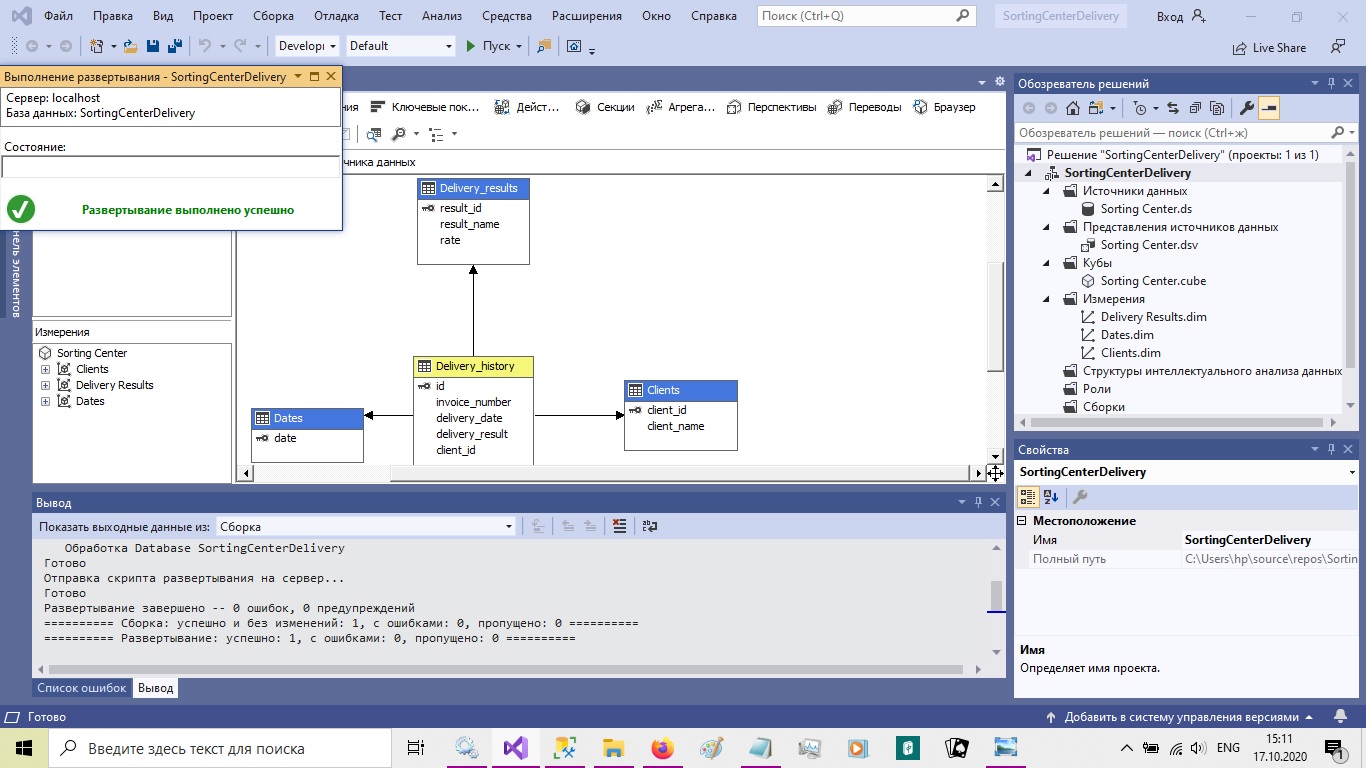 Файл Правка Вид Проект Сборка Отладка Тест Анализ Средства Расширения Окно Справка Поиск (Ctrl+Q) SortingCenterDelivery Вход
Develop Default Пуск Live Share
Выполнение развертывания - SortingCenterDelivery
Сервер: localhost
База данных: SortingCenterDelivery
Состояние:
Развертывание выполнено успешно
ния Ключевые пок... Дейст... Секции Агрега... Перспективы Переводы Браузер
чника данных
нель элементов
Измерения
Sorting Center
Clients
Delivery Results
Dates
Delivery_results
result_id
result_name
rate
Delivery_history
id
invoice_number
delivery_date
delivery_result
client_id
Dates
date
Clients
client_id
client_name
Обозреватель решений
Обозреватель решений — поиск (Ctrl+ж)
Решение "SortingCenterDelivery" (проекты: 1 из 1)
SortingCenterDelivery
Источники данных
Sorting Center.ds
Представления источников данных
Sorting Center.dsv
Кубы
Sorting Center.cube
Измерения
Delivery Results.dim
Dates.dim
Clients.dim
Структуры интеллектуального анализа данных
Роли
Сборки
Свойства
SortingCenterDelivery
Местоположение
Имя SortingCenterDelivery
Полный путь C:\Users\hp\source\repos\Sortin
Имя
Определяет имя проекта.
Вывод
Показать выходные данные из: Сборка
Обработка Database SortingCenterDelivery
Готово
Отправка скрипта развертывания на сервер...
Готово
Развертывание завершено -- 0 ошибок, 0 предупреждений
========== Сборка: успешно и без изменений: 1, с ошибками: 0, пропущено: 0 ==========
========== Развертывание: успешно: 1, с ошибками: 0, пропущено: 0 ==========
Список ошибок Вывод
Готово Добавить в систему управления версиями
Введите здесь текст для поиска
ENG
15:11
17.10.2020
1